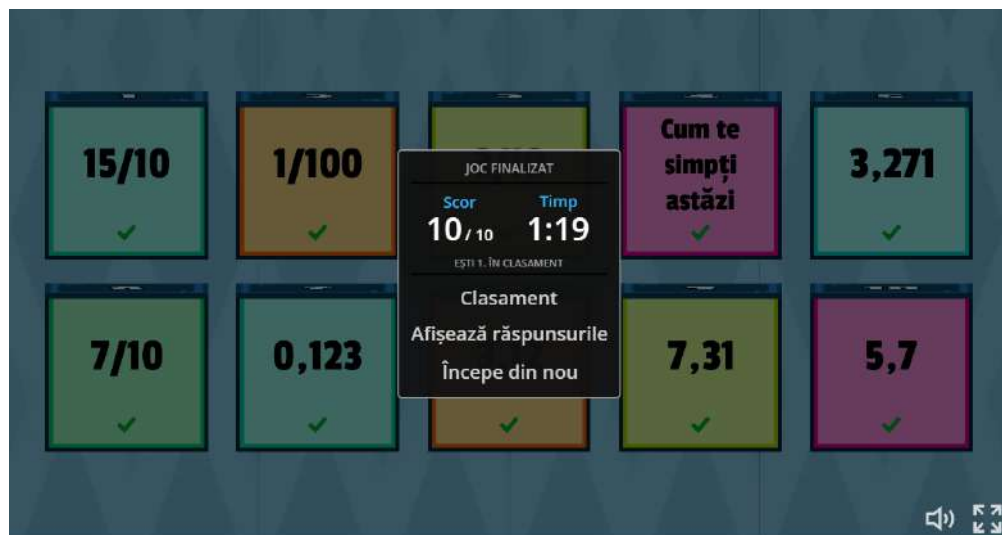 15/10
1/100
Cum te
simpți
astăzi
3,271
JOC FINALIZAT
Scor Timp
10 / 10 1:19
EȘTI 1. ÎN CLASAMENT
Clasament
Afișează răspunsurile
Începe din nou
7/10
0,123
7,31
5,7